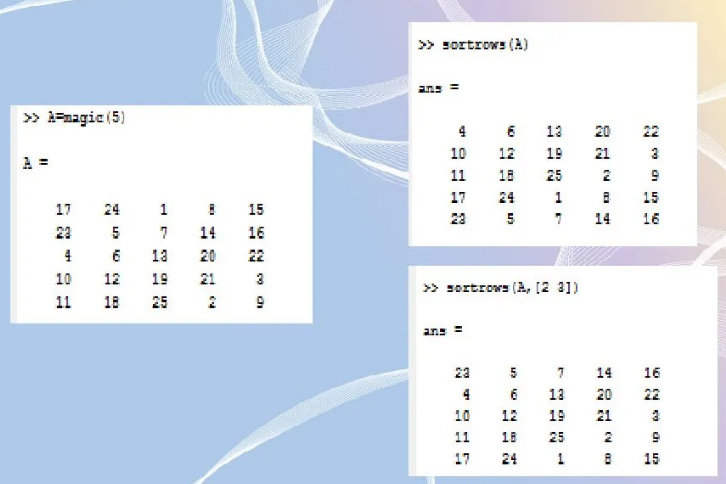 >> A=magic(5)
A =
17 24 1 8 15
23 5 7 14 16
4 6 13 20 22
10 12 19 21 3
11 18 25 2 9
>> sortrows(A)
ans =
4 6 13 20 22
10 12 19 21 3
11 18 25 2 9
17 24 1 8 15
23 5 7 14 16
>> sortrows(A,[2 3])
ans =
23 5 7 14 16
4 6 13 20 22
10 12 19 21 3
11 18 25 2 9
17 24 1 8 15